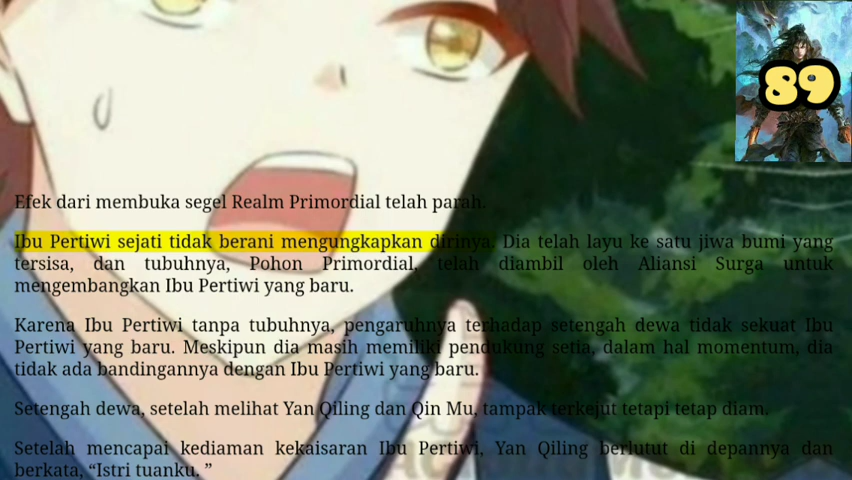 89
Efek dari membuka segel Realm Primordial telah parah.
Ibu Pertiwi sejati tidak berani mengungkapkan dirinya. Dia telah layu ke satu jiwa bumi yang
tersisa, dan tubuhnya, Pohon Primordial, telah diambil oleh Aliansi Surga untuk
mengembangkan Ibu Pertiwi yang baru.
Karena Ibu Pertiwi tanpa tubuhnya, pengaruhnya terhadap setengah dewa tidak sekuat Ibu
Pertiwi yang baru. Meskipun dia masih memiliki pendukung setia, dalam hal momentum, dia
tidak ada bandingannya dengan Ibu Pertiwi yang baru.
Setengah dewa, setelah melihat Yan Qiling dan Qin Mu, tampak terkejut tetapi tetap diam.
Setelah mencapai kediaman kekaisaran Ibu Pertiwi, Yan Qiling berlutut di depannya dan
berkata, “Istri tuanku. ”